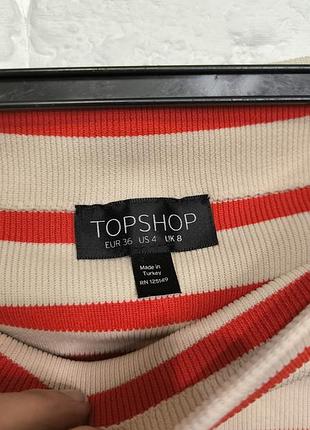 TOPSHOP
EUR 36 US 4 UK 8
Made in
Turkey
RN 125149